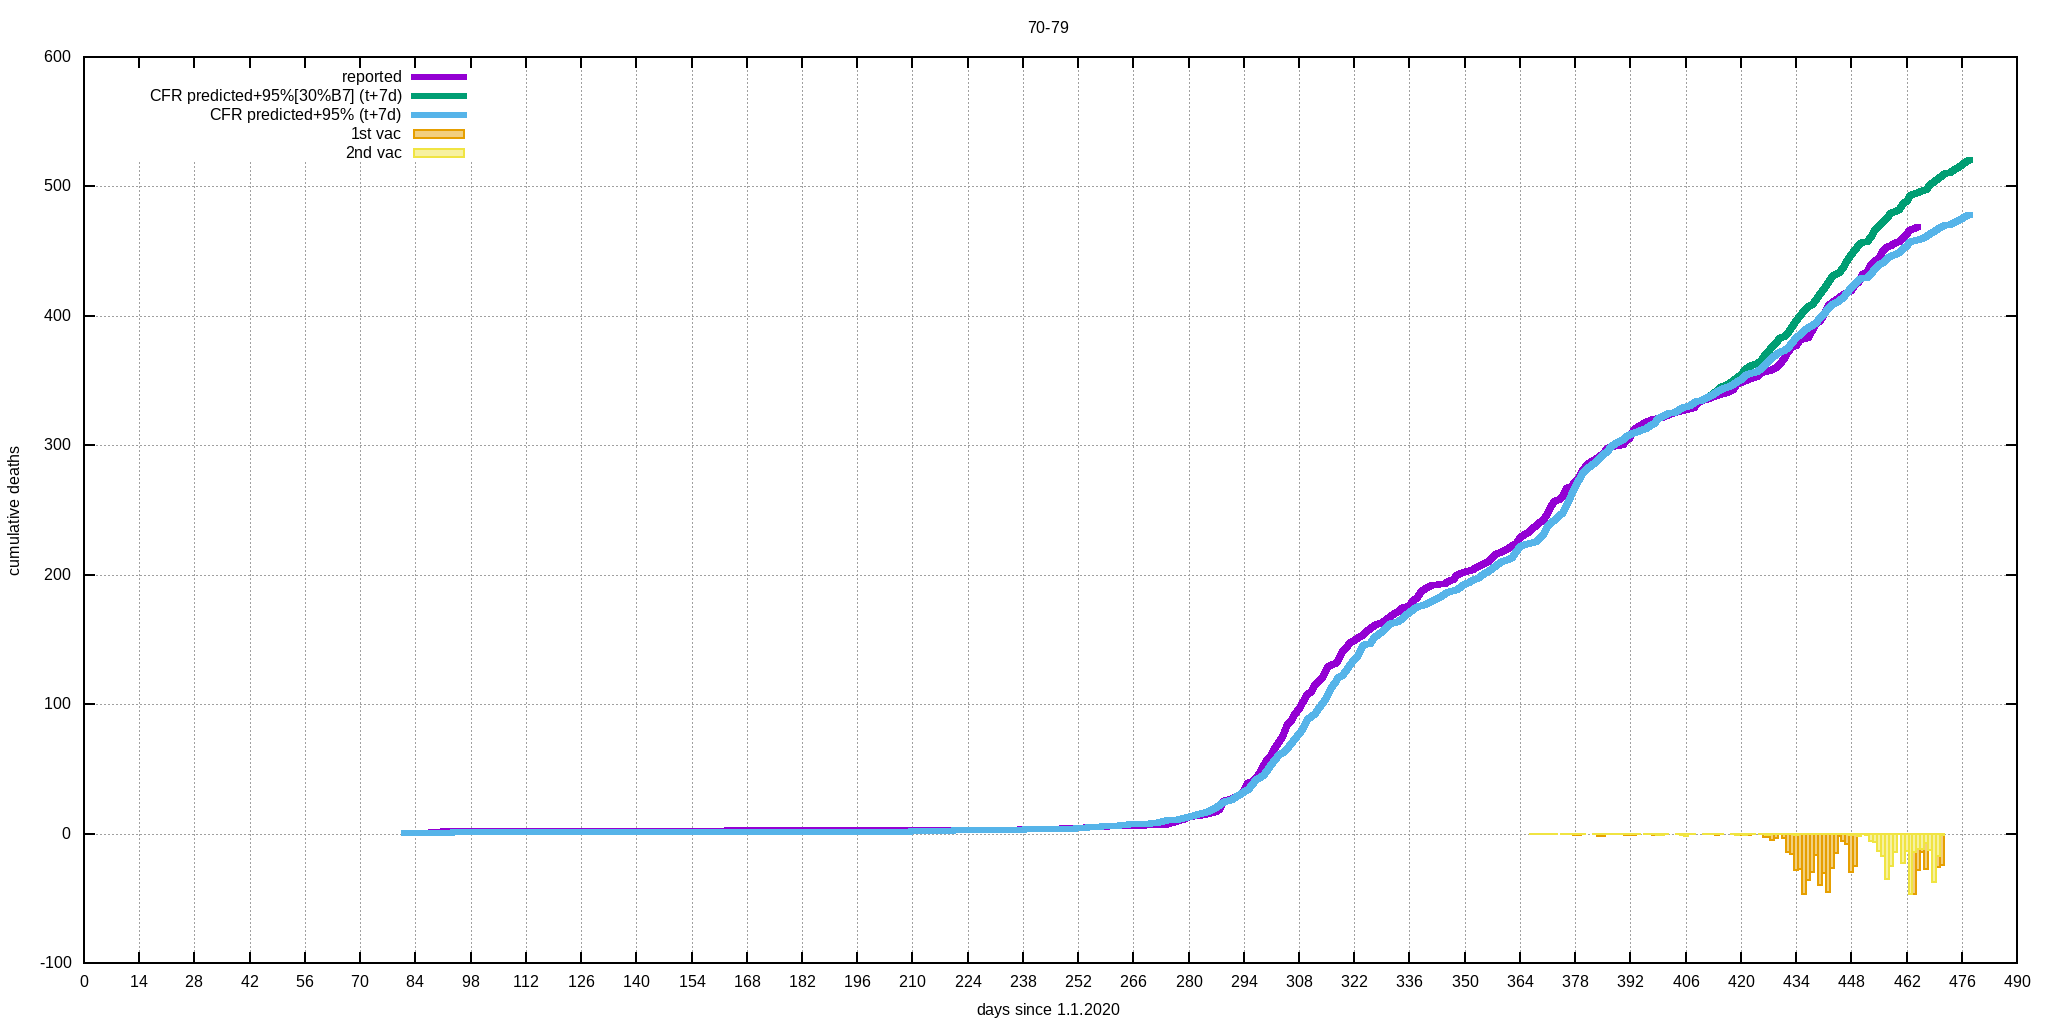 70-79
600
500
400
300
200
100
0
-100
cumulative deaths
reported
CFR predicted+95%[30%B7] (t+7d)
CFR predicted+95% (t+7d)
1st vac
2nd vac
0 14 28 42 56 70 84 98 112 126 140 154 168 182 196 210 224 238 252 266 280 294 308 322 336 350 364 378 392 406 420 434 448 462 476 490
days since 1.1.2020